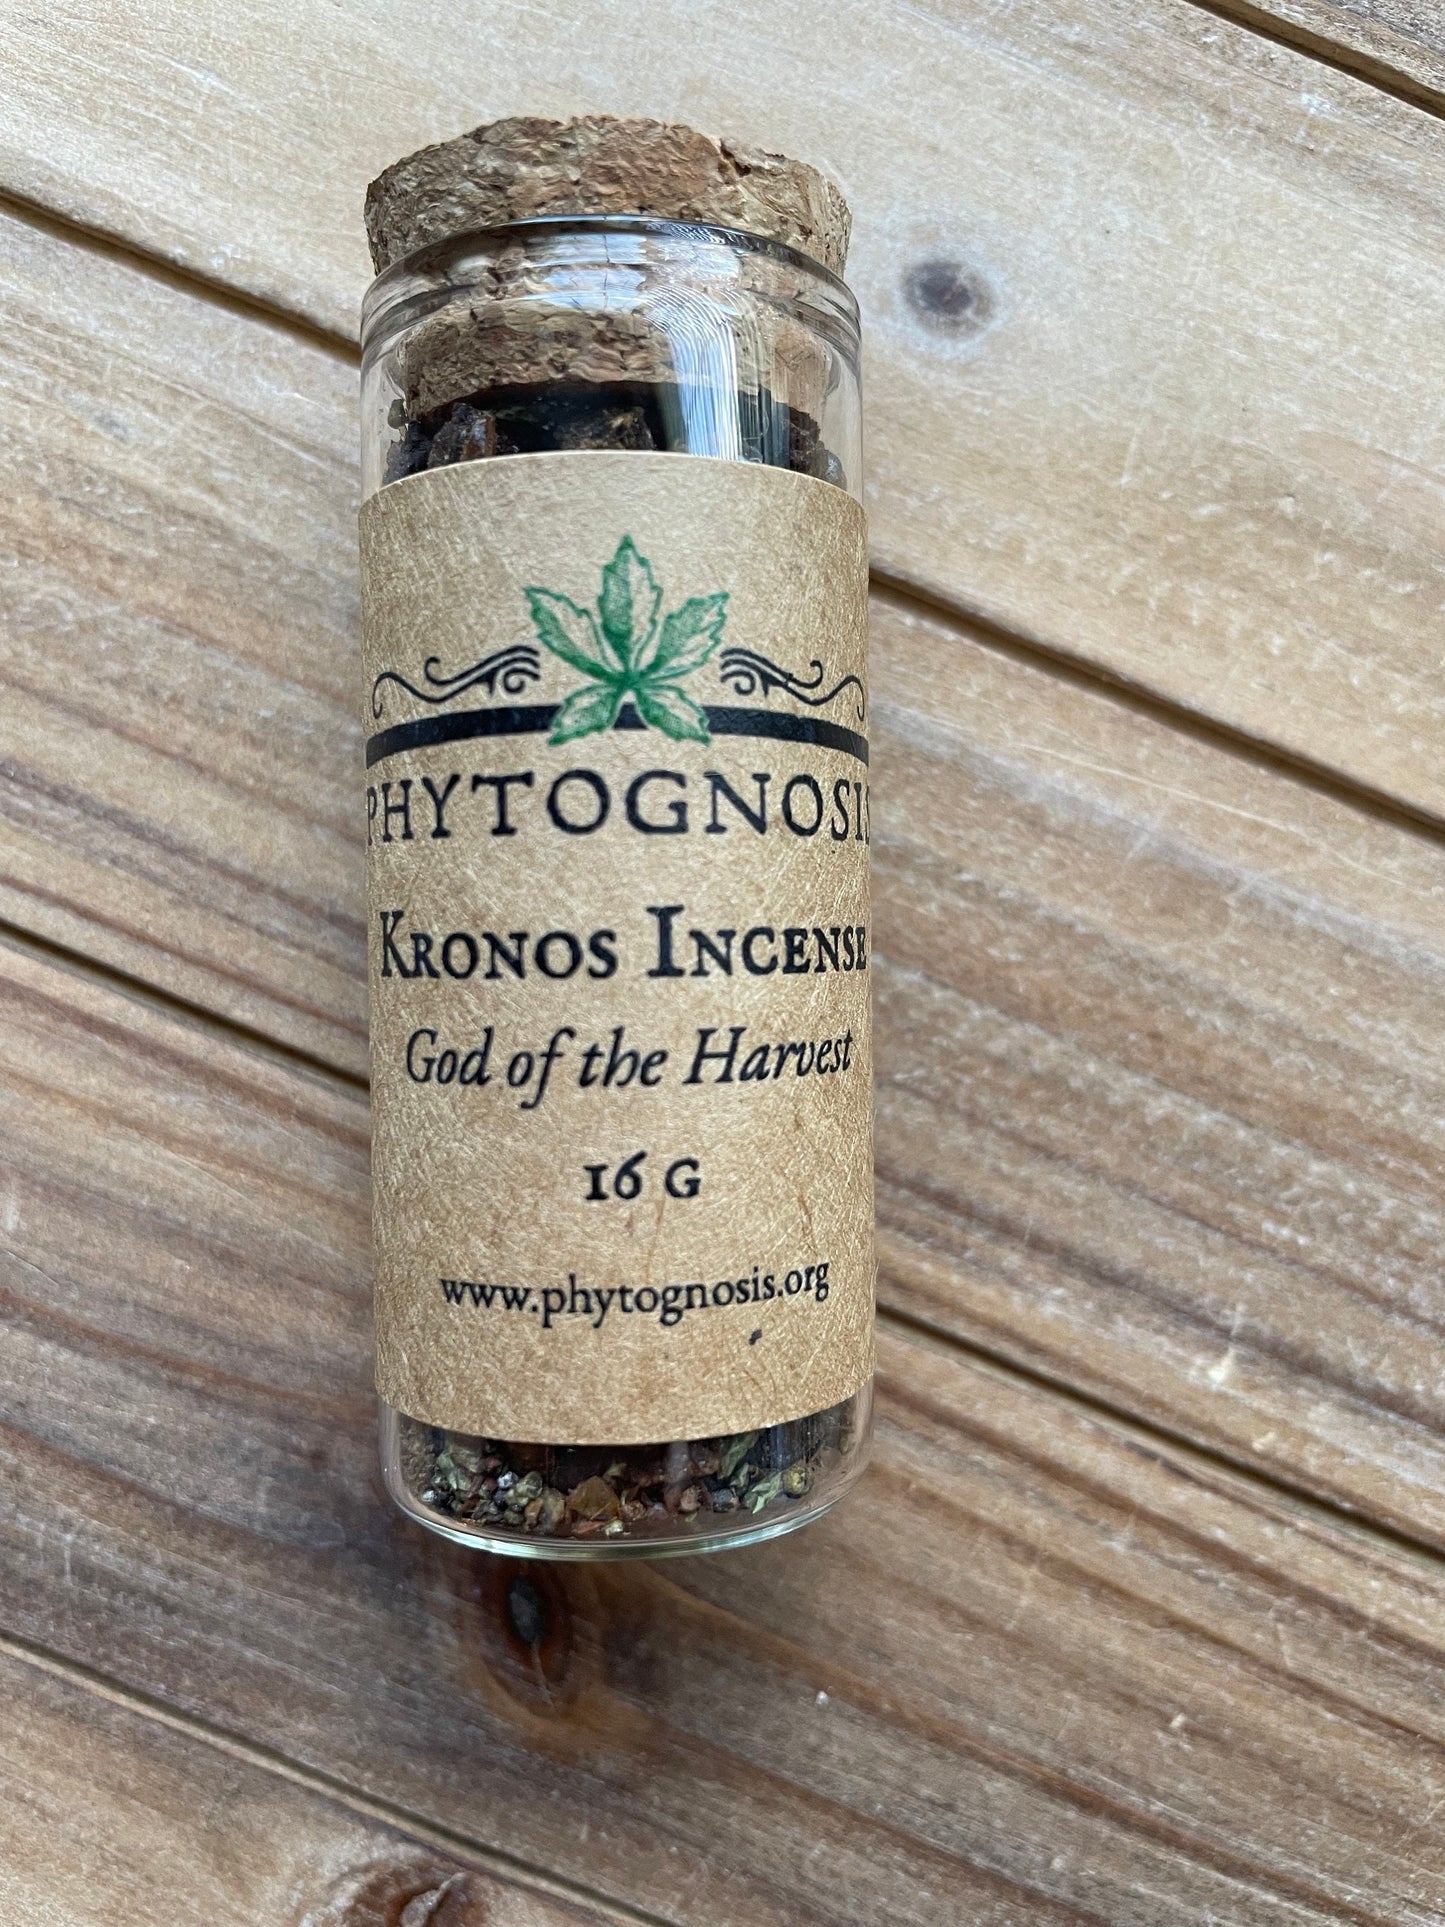 PHYTOGNOSIS
Kronos Incense
God of the Harvest
16 G
www.phytognosis.org